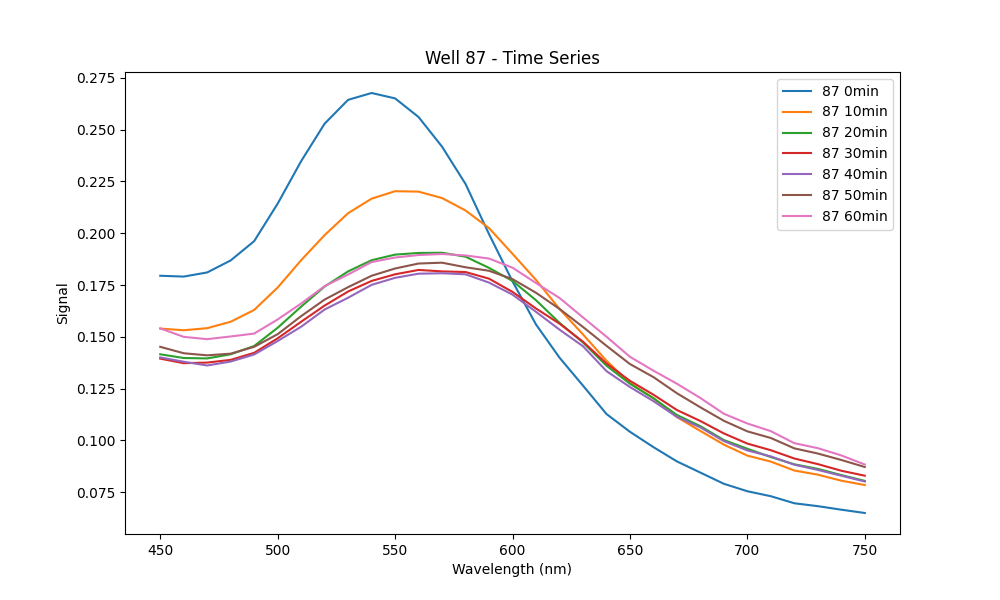 Well 87 - Time Series
Signal
0.275
0.250
0.225
0.200
0.175
0.150
0.125
0.100
0.075
87 0min
87 10min
87 20min
87 30min
87 40min
87 50min
87 60min
450 500 550 600 650 700 750
Wavelength (nm)